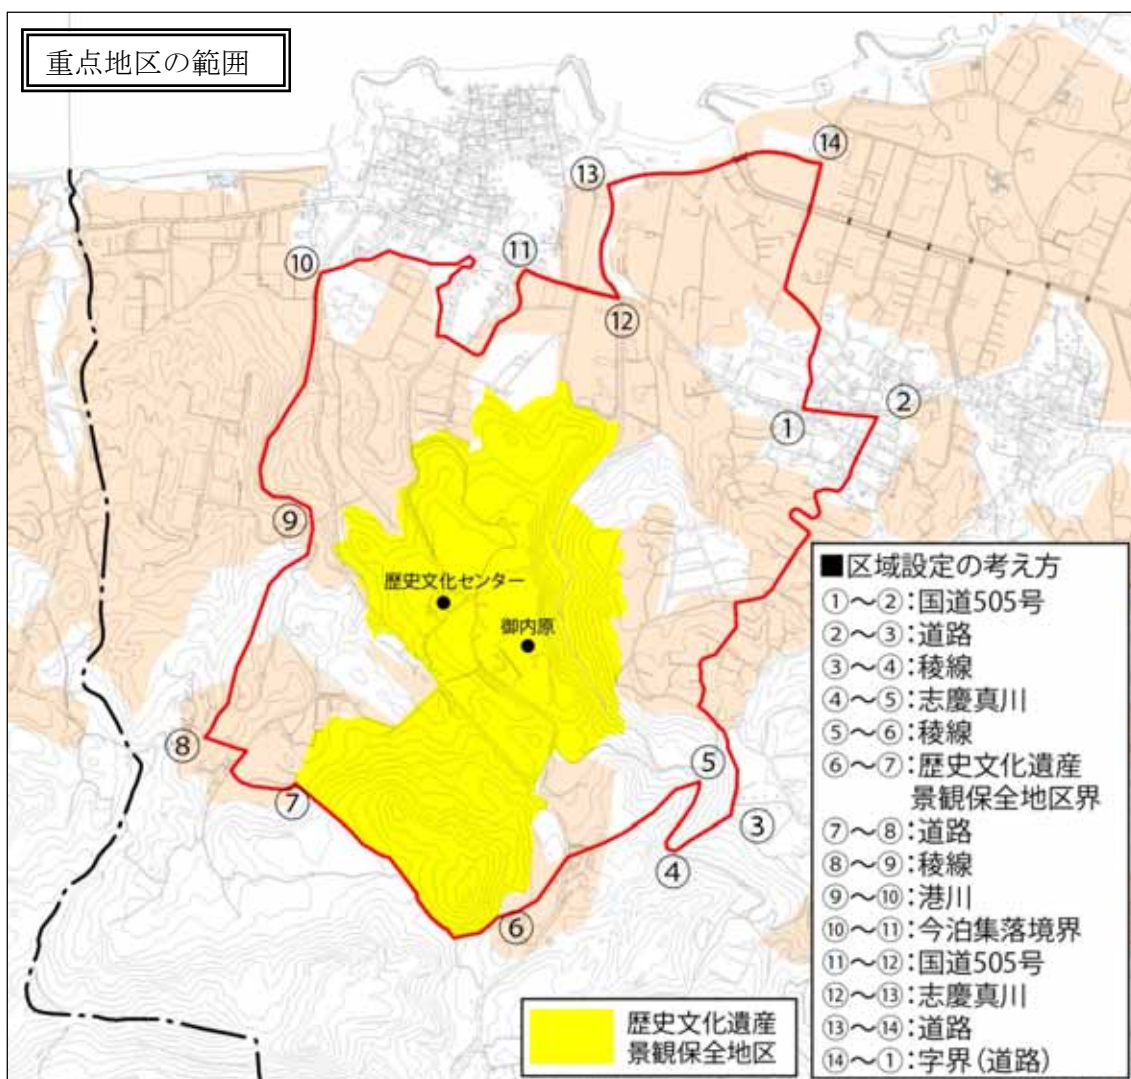 重点地区の範囲
⑭
⑬
⑩
⑪
⑫
①
②
⑨
歴史文化センター
御内原
⑧
⑦
⑤
③
④
⑥
■区域設定の考え方
①～②:国道505号
②～③:道路
③～④:稜線
④～⑤:志慶真川
⑤～⑥:稜線
⑥～⑦:歴史文化遺産
景観保全地区界
⑦～⑧:道路
⑧～⑨:稜線
⑨～⑩:港川
⑩～⑪:今泊集落境界
⑪～⑫:国道505号
⑫～⑬:志慶真川
⑬～⑭:道路
⑭～①:字界(道路)
歴史文化遺産
景観保全地区